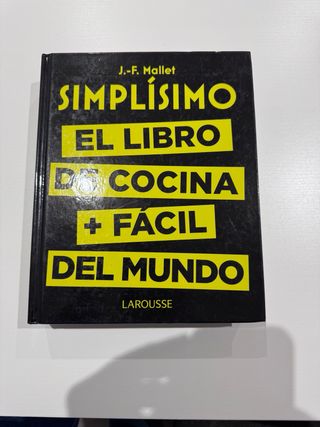 J.-F. Mallet
SIMPLÍSIMO
EL LIBRO
DE COCINA
+ FÁCIL
DEL MUNDO
LAROUSSE